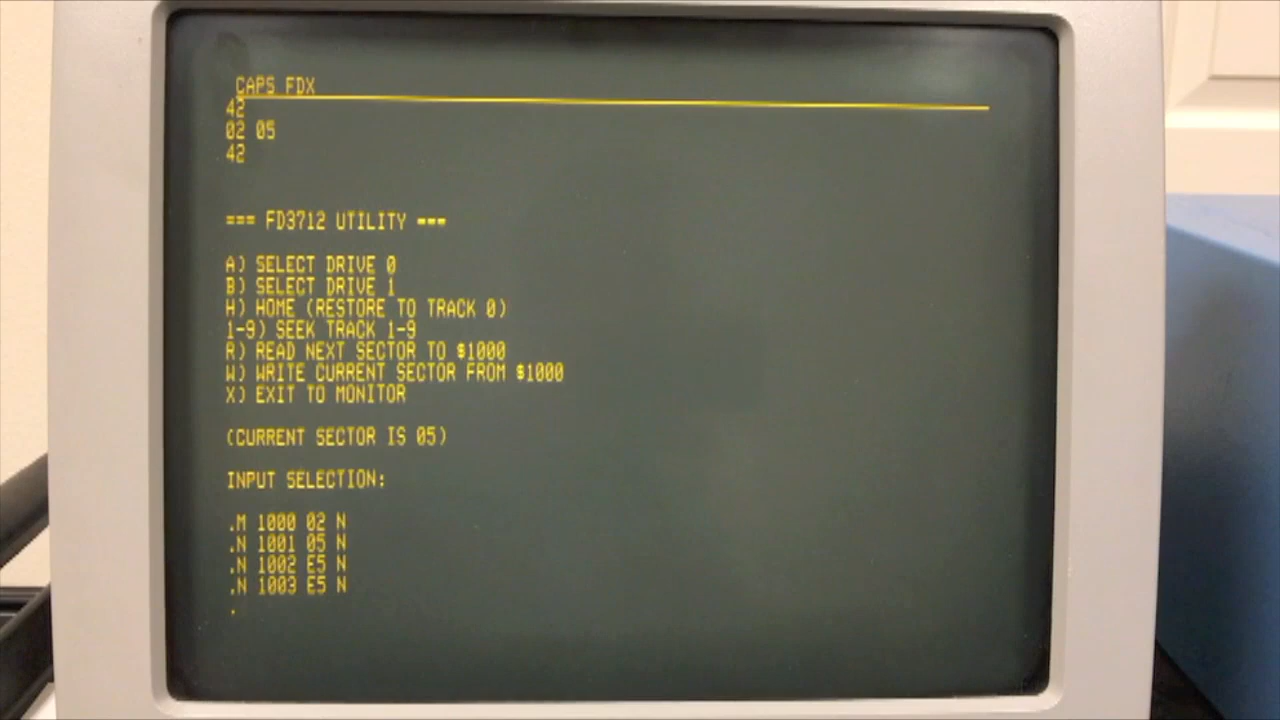 CAPS FDX
42
02 05
42
=== FD3712 UTILITY ===
A) SELECT DRIVE 0
B) SELECT DRIVE 1
H) HOME (RESTORE TO TRACK 0)
1-9) SEEK TRACK 1-9
R) READ NEXT SECTOR TO $1000
W) WRITE CURRENT SECTOR FROM $1000
X) EXIT TO MONITOR
(CURRENT SECTOR IS 05)
INPUT SELECTION:
.M 1000 02 N
.N 1001 05 N
.N 1002 E5 N
.N 1003 E5 N
.